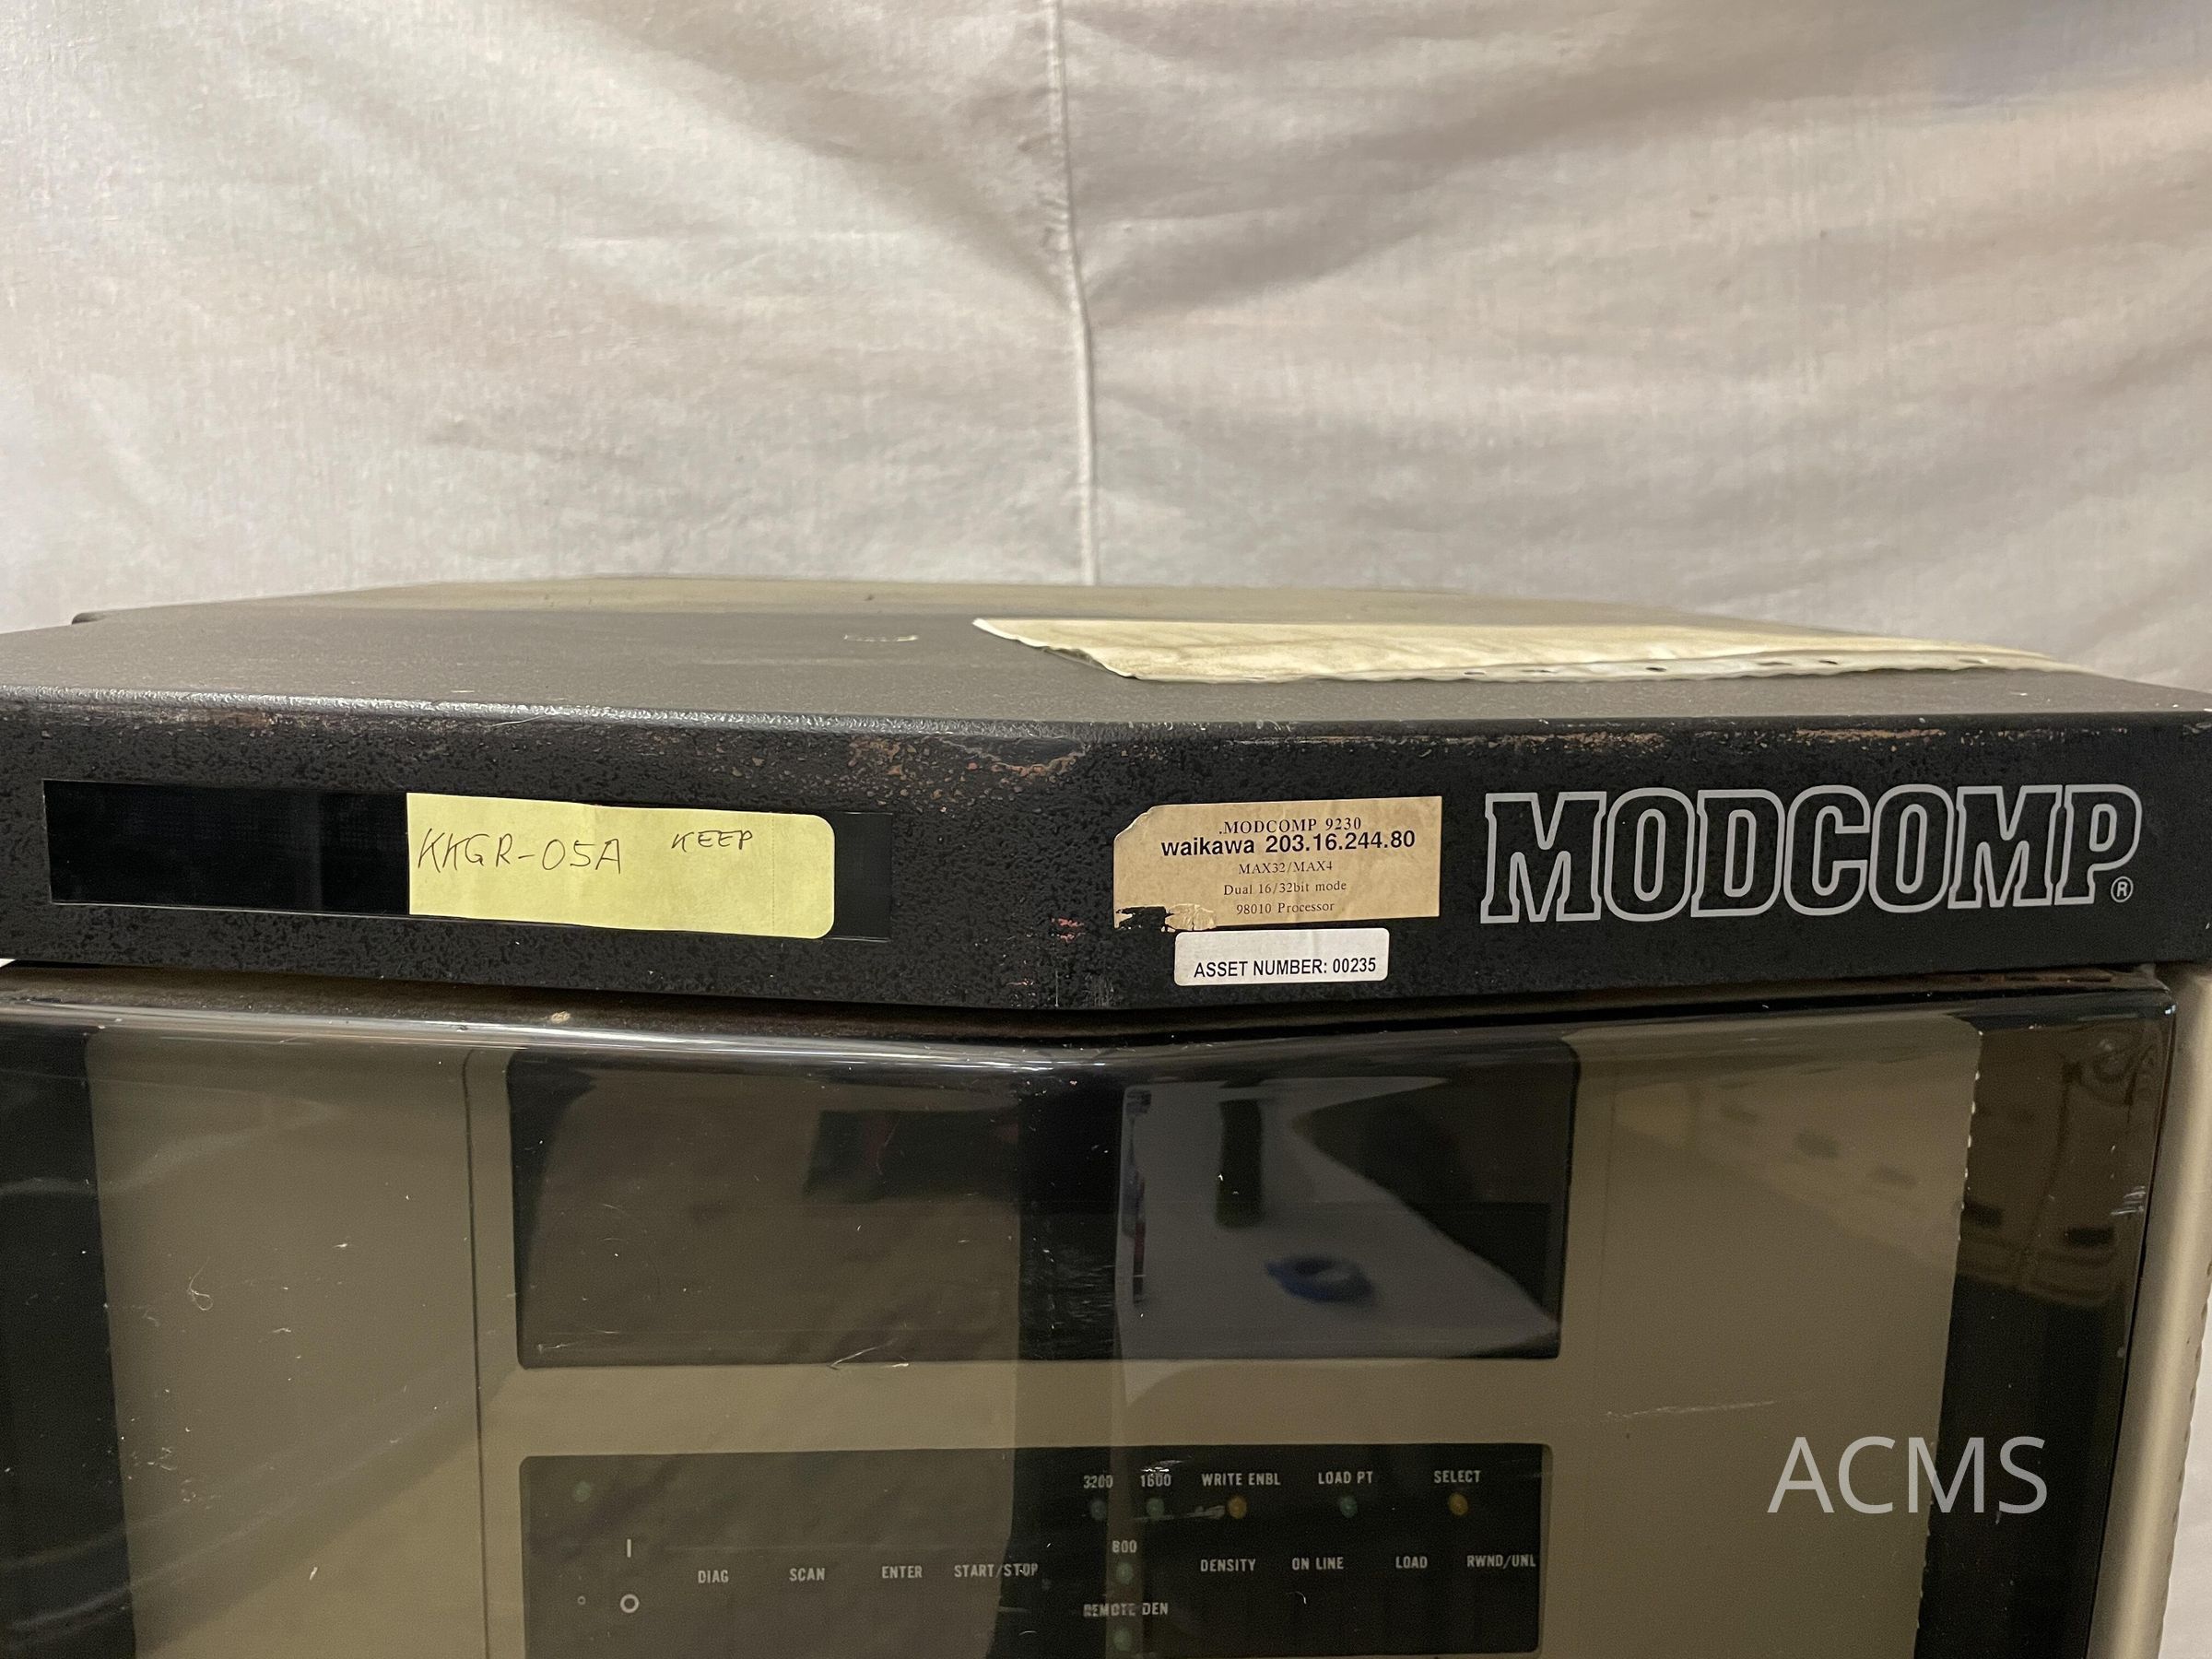 KKGR-05A KEEP
.MODCOMP 9230
waikawa 203.16.244.80
MAX32/MAX4
Dual 16/32bit mode
98010 Processor
ASSET NUMBER: 00235
MODCOMP®
3200 1600 WRITE ENBL LOAD PT SELECT
800
DIAG SCAN ENTER START/STOP DENSITY ON LINE LOAD RWND/UNL
REMOTE DEN
ACMS